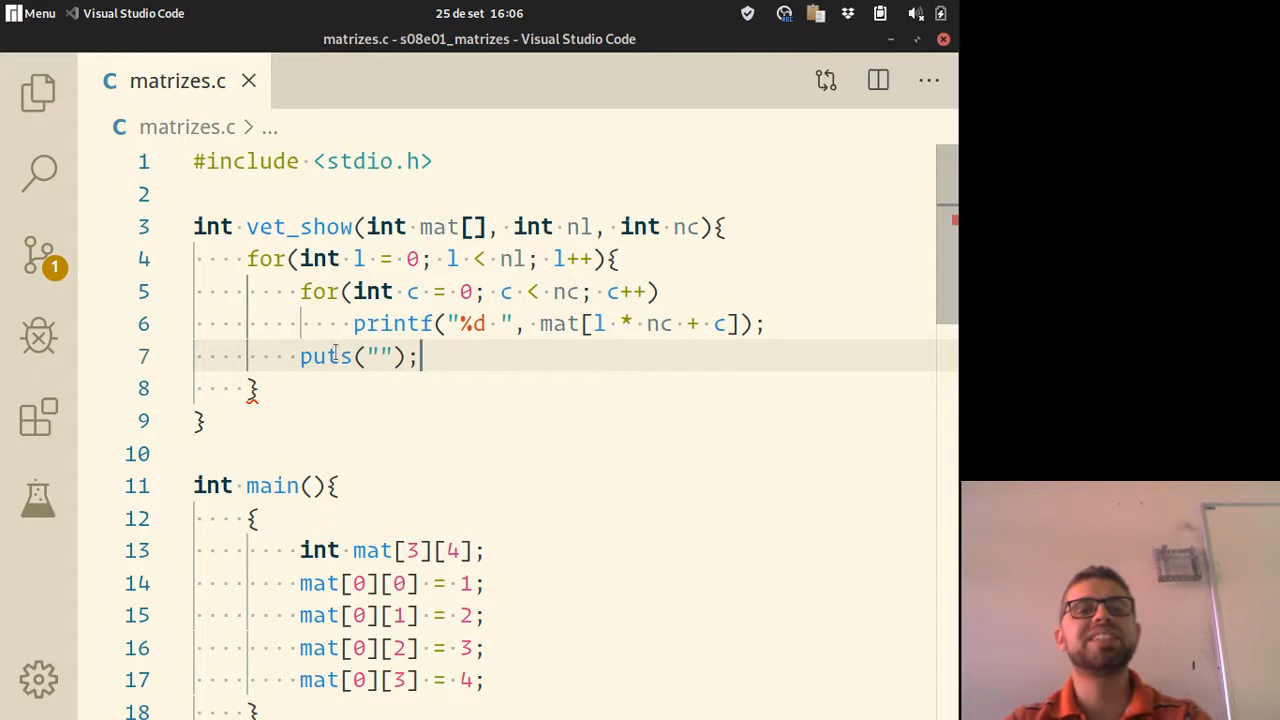 Menu Visual Studio Code 25 de set 16:06
matrizes.c - s08e01_matrizes - Visual Studio Code
C matrizes.c
C matrizes.c > ...
1 #include <stdio.h>
2
3 int vet_show(int mat[], int nl, int nc){
4 for(int l = 0; l < nl; l++){
5 for(int c = 0; c < nc; c++)
6 printf("%d ", mat[l * nc + c]);
7 puts("");
8 }
9 }
10
11 int main(){
12 {
13 int mat[3][4];
14 mat[0][0] = 1;
15 mat[0][1] = 2;
16 mat[0][2] = 3;
17 mat[0][3] = 4;
18 }
1